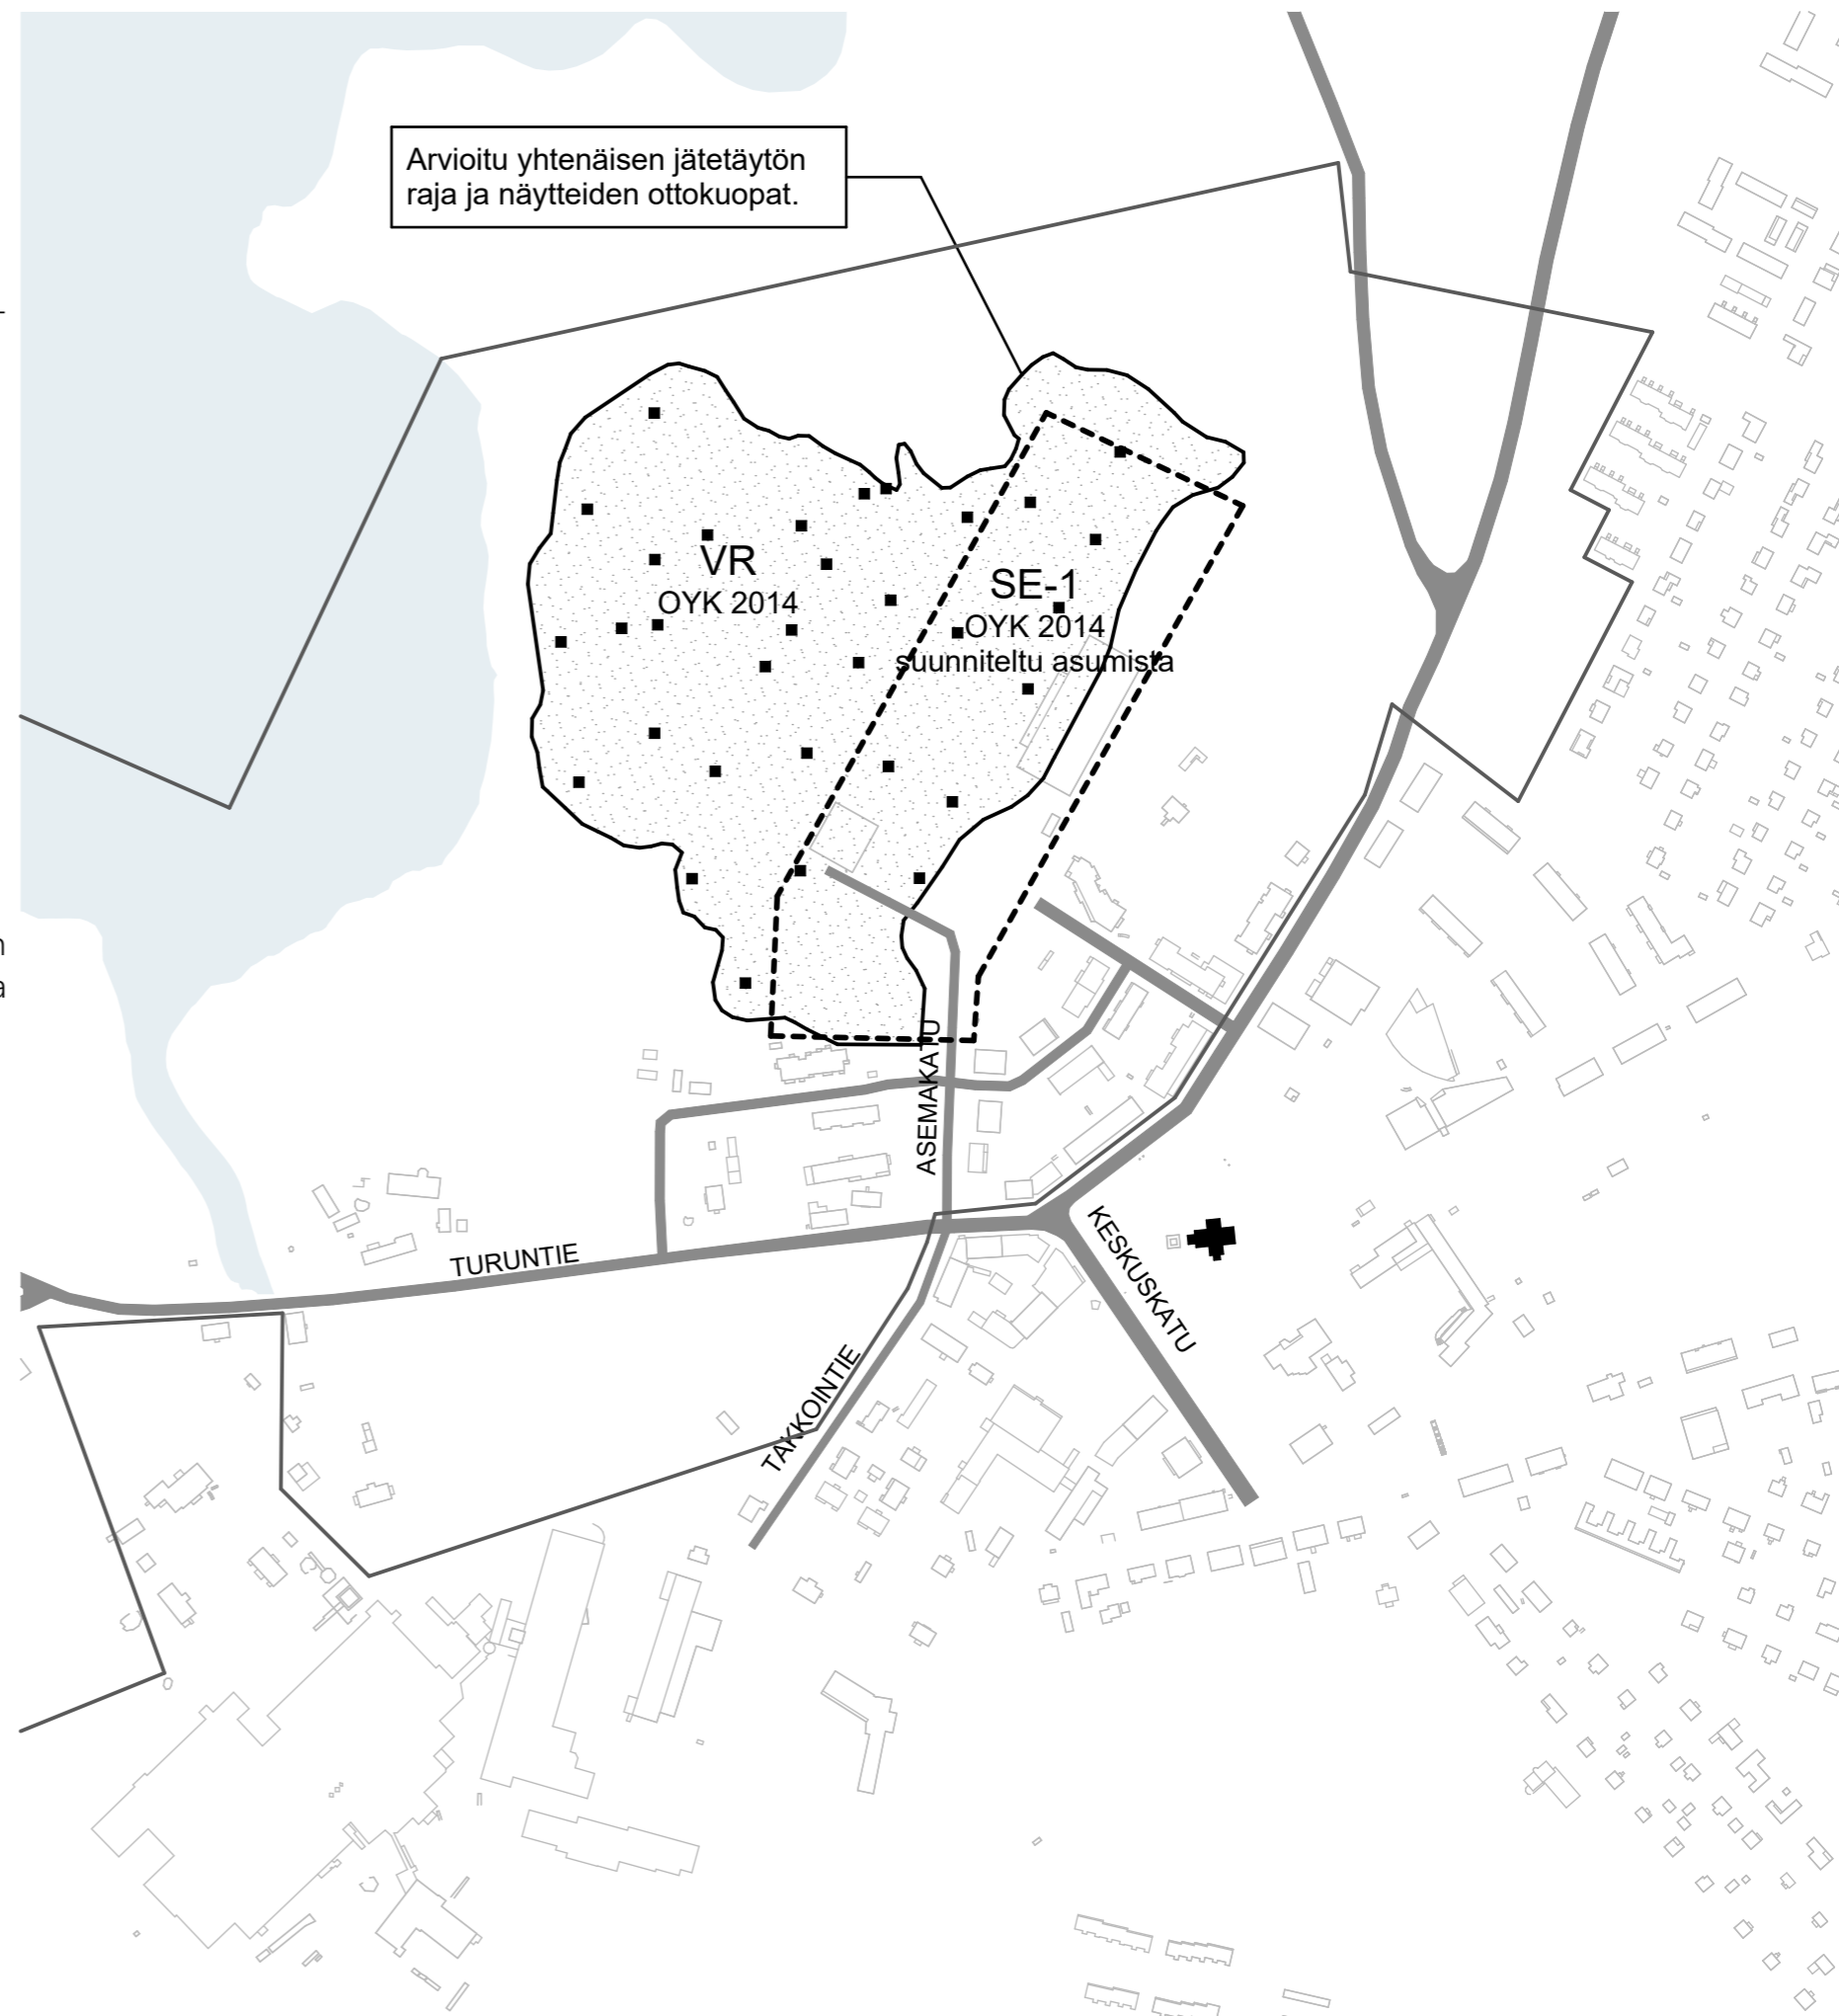 Arvioitu yhtenäisen jätetäytön
raja ja näytteiden ottokuopat.
VR
OYK 2014
SE-1
OYK 2014
suunniteltu asumista
ASEMAKATU
TURUNTIE
KESKUSKATU
TAKKOINTIE